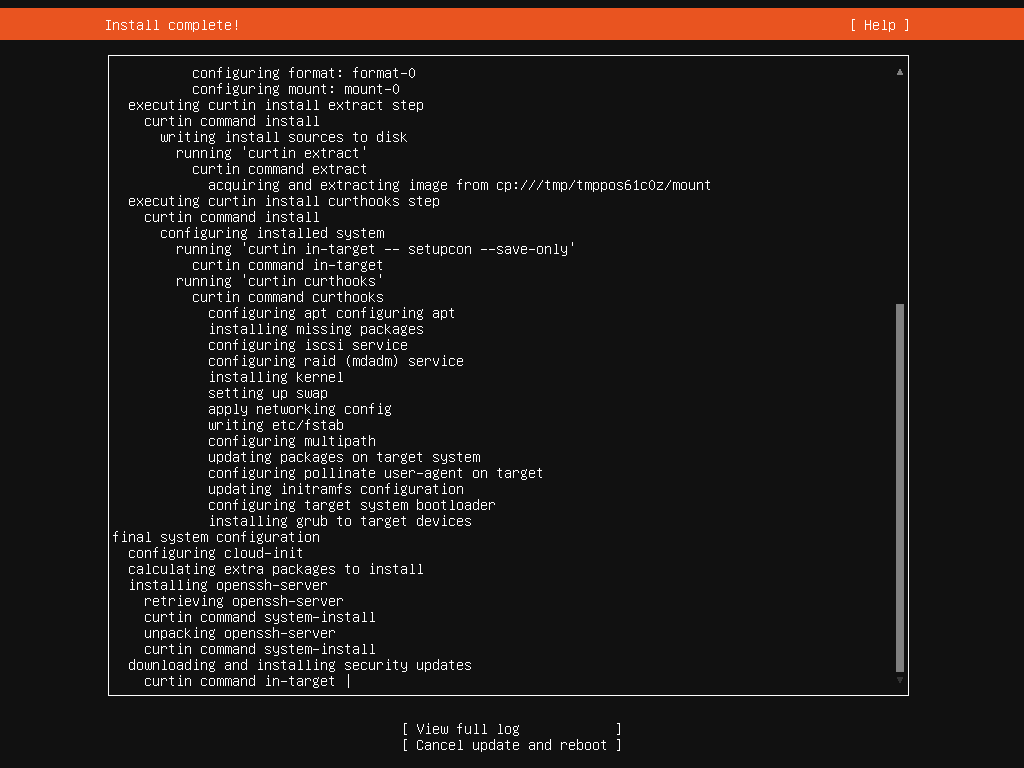 Install complete!
[ Help ]
configuring format: format-0
configuring mount: mount-0
executing curtin install extract step
curtin command install
writing install sources to disk
running 'curtin extract'
curtin command extract
acquiring and extracting image from cp:///tmp/tmppos61c0z/mount
executing curtin install curthooks step
curtin command install
configuring installed system
running 'curtin in-target -- setupcon --save-only'
curtin command in-target
running 'curtin curthooks'
curtin command curthooks
configuring apt configuring apt
installing missing packages
configuring iscsi service
configuring raid (mdadm) service
installing kernel
setting up swap
apply networking config
writing etc/fstab
configuring multipath
updating packages on target system
configuring pollinate user-agent on target
updating initramfs configuration
configuring target system bootloader
installing grub to target devices
final system configuration
configuring cloud-init
calculating extra packages to install
installing openssh-server
retrieving openssh-server
curtin command system-install
unpacking openssh-server
curtin command system-install
downloading and installing security updates
curtin command in-target |
[ View full log ]
[ Cancel update and reboot ]